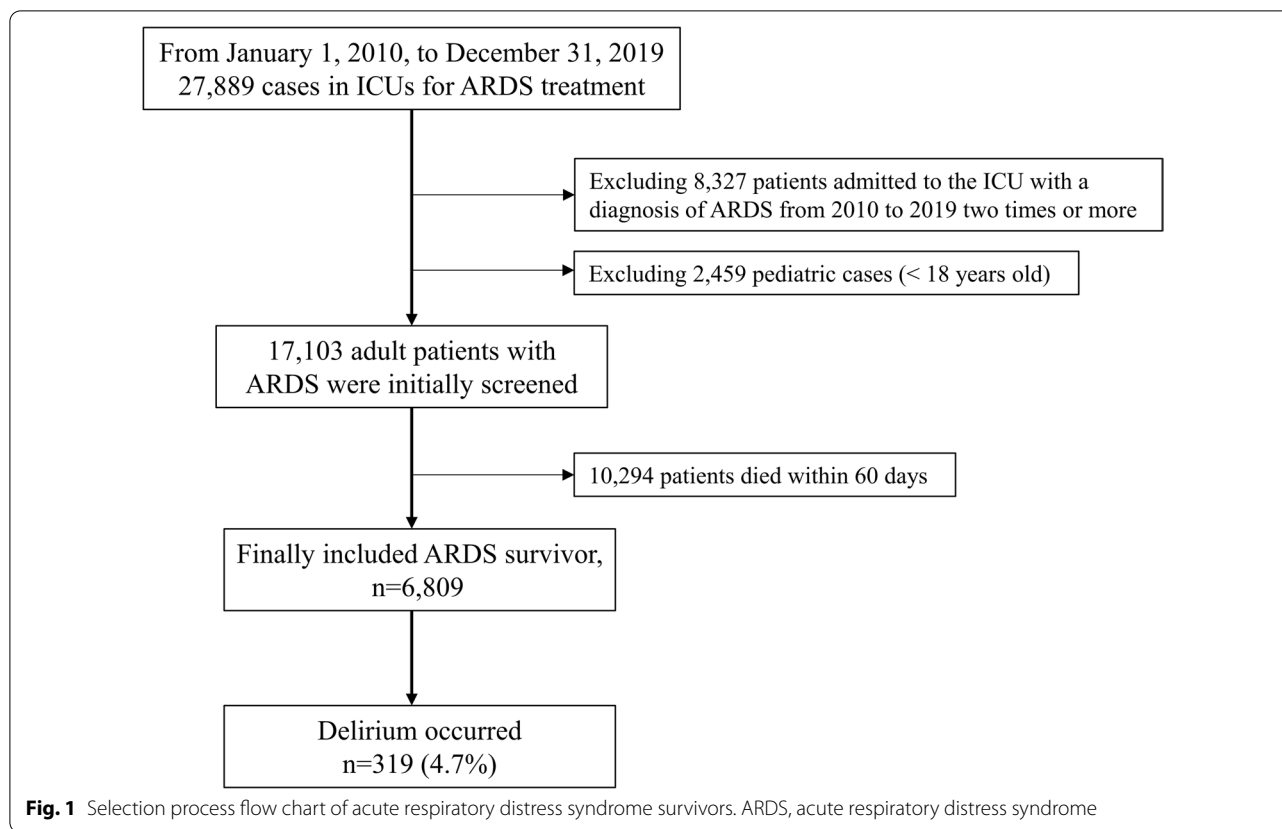 From January 1, 2010, to December 31, 2019
27,889 cases in ICUs for ARDS treatment
Excluding 8,327 patients admitted to the ICU with a
diagnosis of ARDS from 2010 to 2019 two times or more
Excluding 2,459 pediatric cases (< 18 years old)
17,103 adult patients with
ARDS were initially screened
10,294 patients died within 60 days
Finally included ARDS survivor,
n=6,809
Delirium occurred
n=319 (4.7%)
Fig. 1 Selection process flow chart of acute respiratory distress syndrome survivors. ARDS, acute respiratory distress syndrome